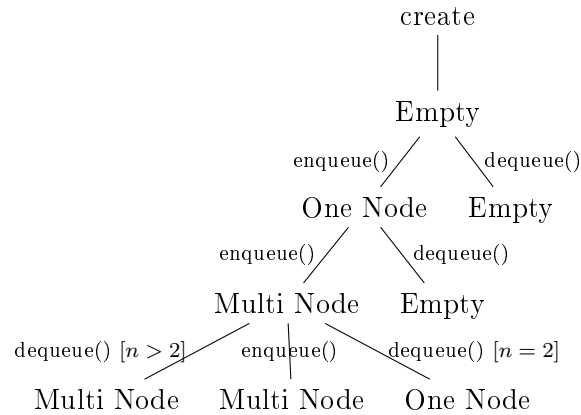 create
Empty
enqueue() dequeue()
One Node Empty
enqueue() dequeue()
Multi Node Empty
dequeue() [n > 2] enqueue() dequeue() [n = 2]
Multi Node Multi Node One Node